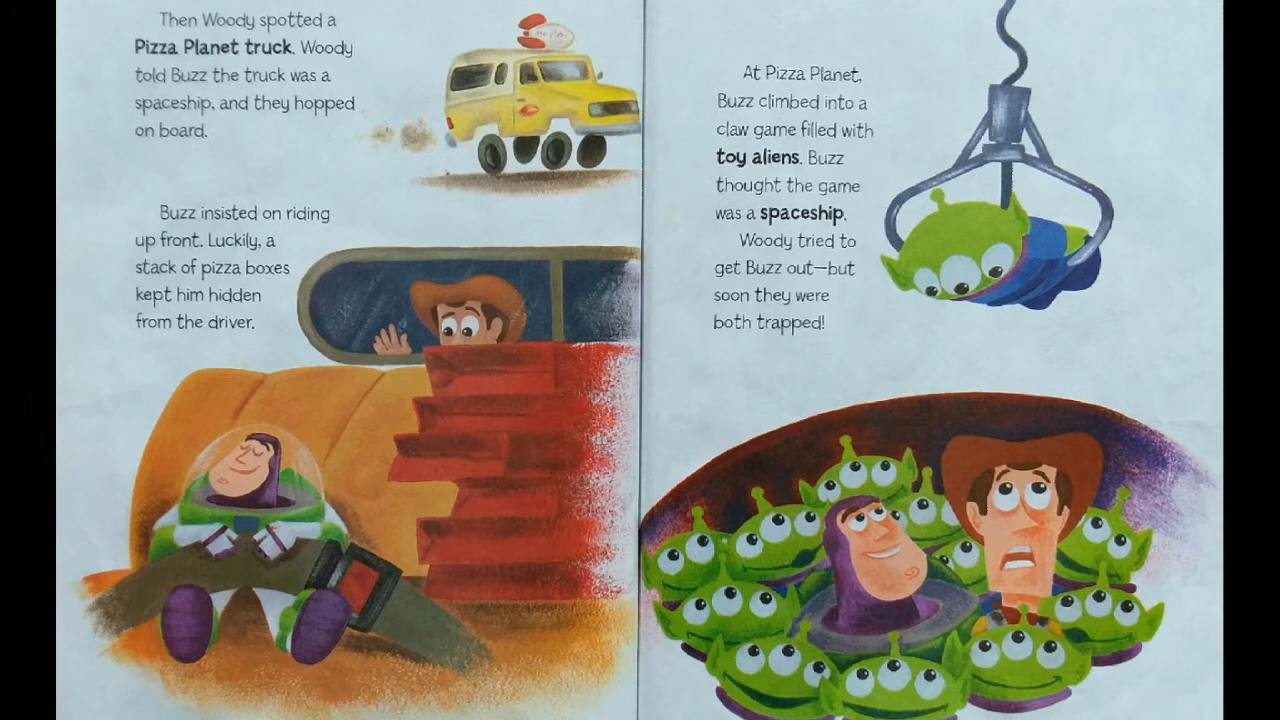 Then Woody spotted a
Pizza Planet truck. Woody
told Buzz the truck was a
spaceship, and they hopped
on board.
Buzz insisted on riding
up front. Luckily, a
stack of pizza boxes
kept him hidden
from the driver.
At Pizza Planet,
Buzz climbed into a
claw game filled with
toy aliens. Buzz
thought the game
was a spaceship.
Woody tried to
get Buzz out—but
soon they were
both trapped!